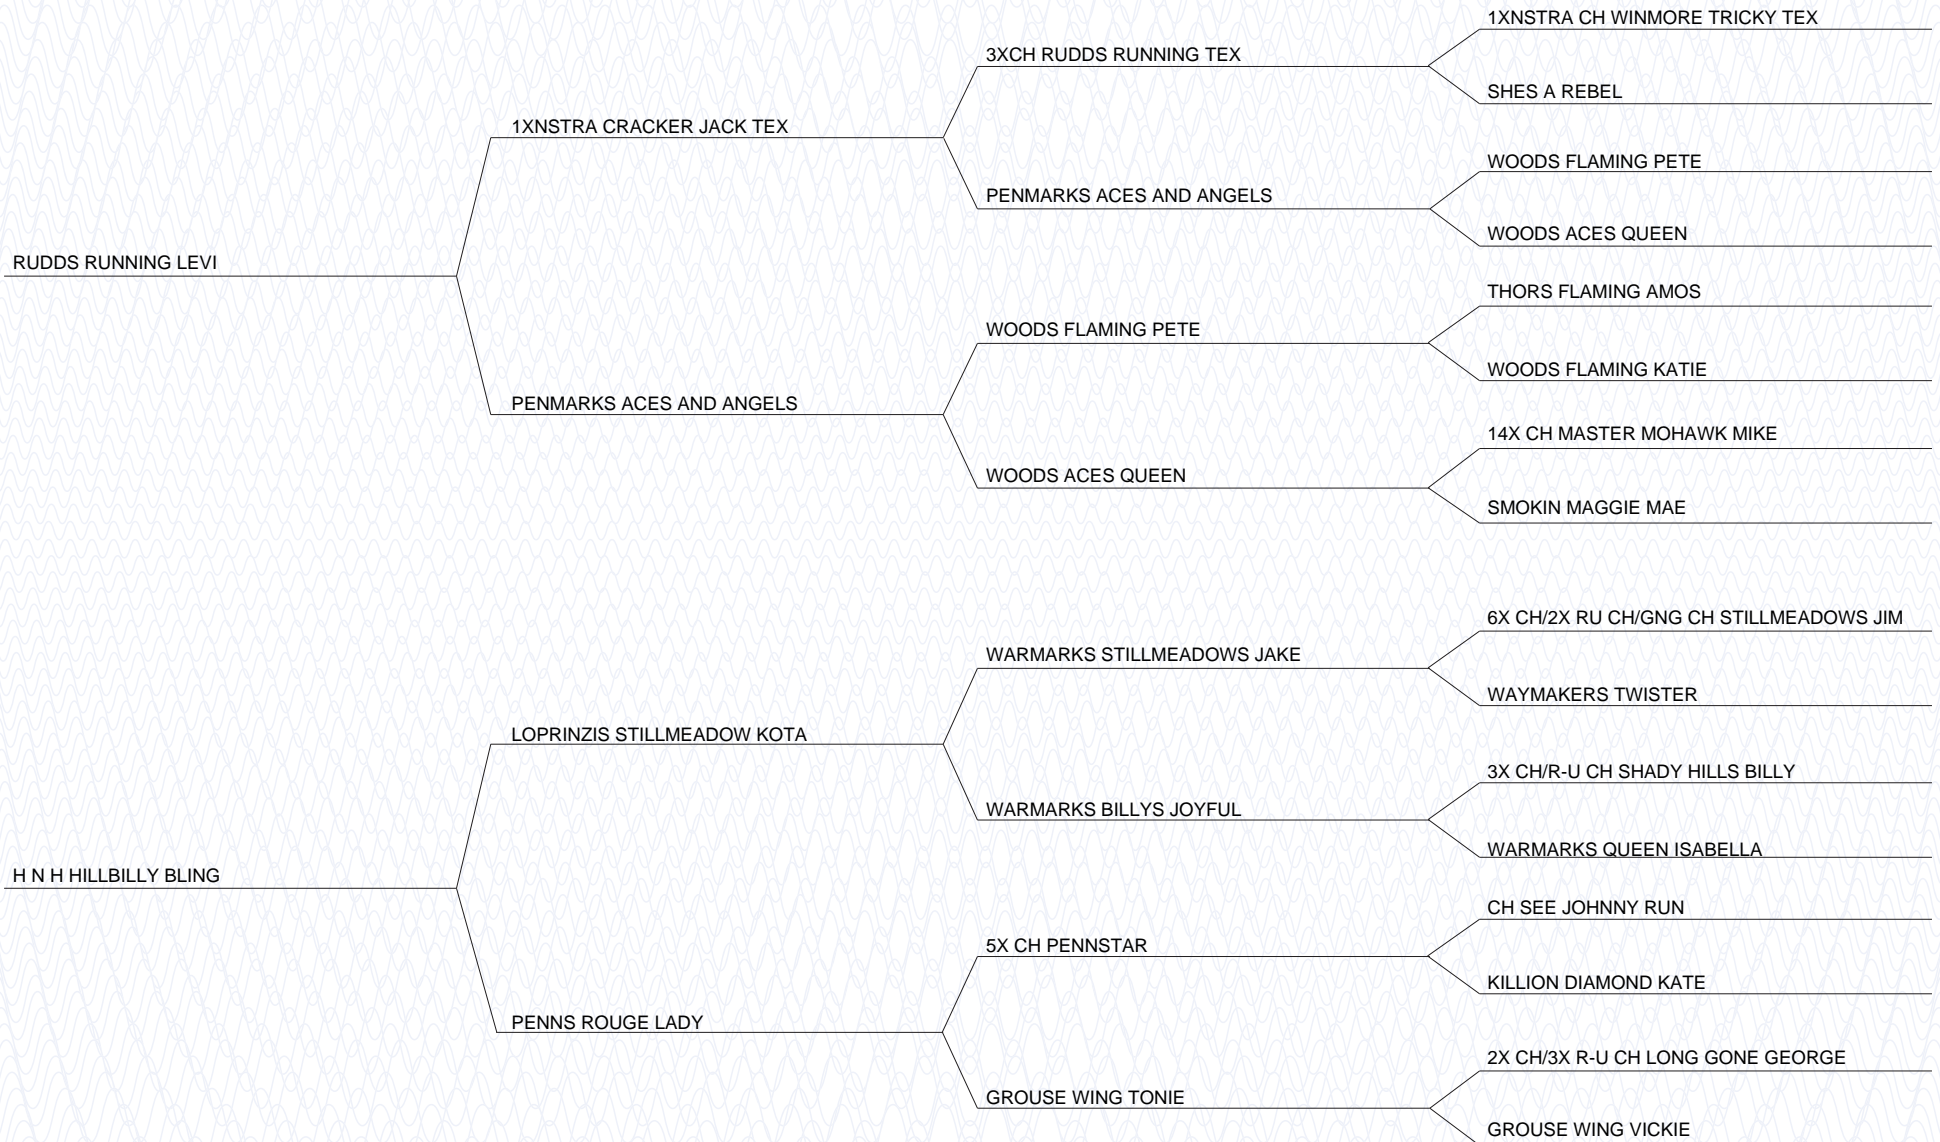 1XNSTRA CH WINMORE TRICKY TEX
3XCH RUDDS RUNNING TEX
SHES A REBEL
1XNSTRA CRACKER JACK TEX
WOODS FLAMING PETE
PENMARKS ACES AND ANGELS
WOODS ACES QUEEN
RUDDS RUNNING LEVI
THORS FLAMING AMOS
WOODS FLAMING PETE
WOODS FLAMING KATIE
PENMARKS ACES AND ANGELS
14X CH MASTER MOHAWK MIKE
WOODS ACES QUEEN
SMOKIN MAGGIE MAE
6X CH/2X RU CH/GNG CH STILLMEADOWS JIM
WARMARKS STILLMEADOWS JAKE
WAYMAKERS TWISTER
LOPRINZIS STILLMEADOW KOTA
3X CH/R-U CH SHADY HILLS BILLY
WARMARKS BILLYS JOYFUL
WARMARKS QUEEN ISABELLA
H N H HILLBILLY BLING
CH SEE JOHNNY RUN
5X CH PENNSTAR
KILLION DIAMOND KATE
PENNS ROUGE LADY
2X CH/3X R-U CH LONG GONE GEORGE
GROUSE WING TONIE
GROUSE WING VICKIE